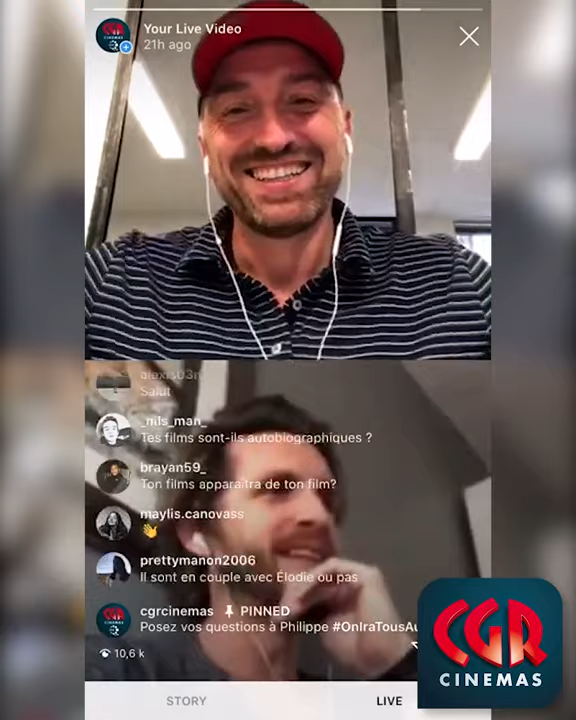 Your Live Video
21h ago
Salut
_nils_man_
Tes films sont-ils autobiographiques ?
brayan59_
Ton films apparaîtra de ton film?
maylis.canovass
prettymanon2006
Il sont en couple avec Élodie ou pas
cgrcinemas PINNED
Posez vos questions à Philippe #OnIraTousAu
10,6 k
STORY
LIVE
CGR
CINEMAS